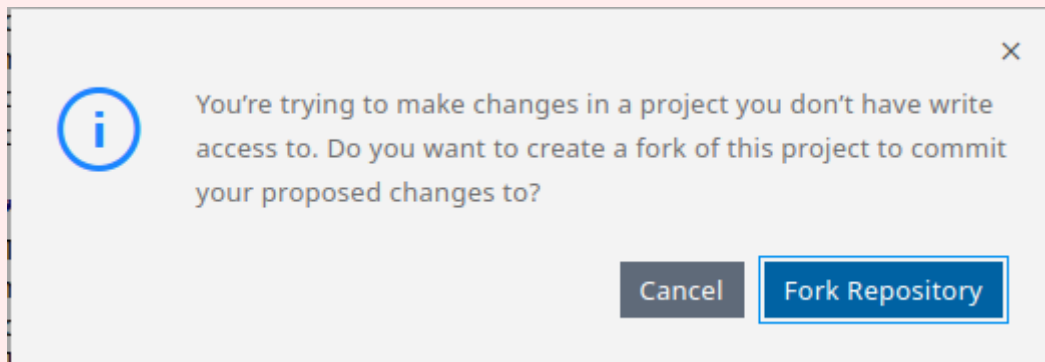 You’re trying to make changes in a project you don’t have write
access to. Do you want to create a fork of this project to commit
your proposed changes to?
Cancel
Fork Repository